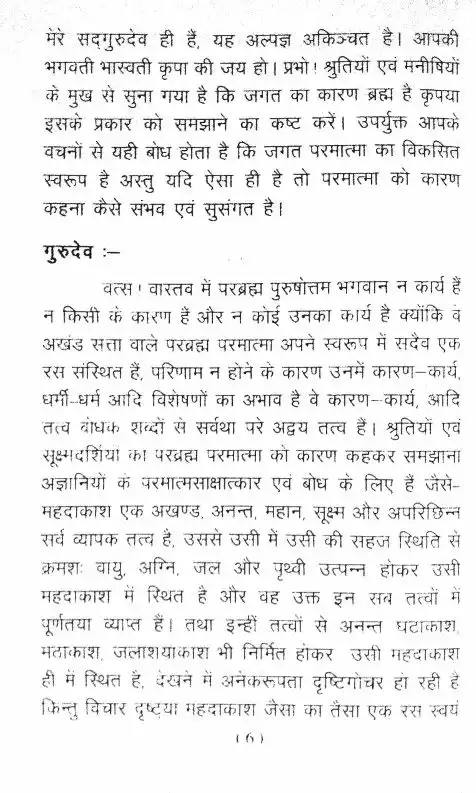 मेरे सदगुरुदेव ही हैं, यह अल्पज्ञ अकिञ्चत है। आपकी
भगवती भास्वती कृपा की जय हो। प्रभो! श्रुतियों एवं मनीषियों
के मुख से सुना गया है कि जगत का कारण ब्रह्म है कृपया
इसके प्रकार को समझाने का कष्ट करें। उपर्युक्त आपके
वचनों से यही बोध होता है कि जगत परमात्मा का विकसित
स्वरूप है अस्तु यदि ऐसा ही है तो परमात्मा को कारण
कहना कैसे संभव एवं सुसंगत है।
गुरुदेव :–
वत्स! वास्तव में परब्रह्म पुरुषोत्तम भगवान न कार्य हैं
न किसी के कारण हैं और न कोई उनका कार्य है क्योंकि वे
अखंड सत्ता वाले परब्रह्म परमात्मा अपने स्वरूप में सदैव एक
रस संस्थित हैं, परिणाम न होने के कारण उनमें कारण–कार्य,
धर्मी–धर्म आदि विशेषणों का अभाव है वे कारण–कार्य, आदि
तत्व बोधक शब्दों से सर्वथा परे अद्वय तत्व हैं। श्रुतियों एवं
सूक्ष्मदर्शियों का परब्रह्म परमात्मा को कारण कहकर समझाना
अज्ञानियों के परमात्मसाक्षात्कार एवं बोध के लिए हैं जैसे-
महदाकाश एक अखण्ड, अनन्त, महान, सूक्ष्म और अपरिछिन्न
सर्व व्यापक तत्व है, उससे उसी में उसी की सहज स्थिति से
क्रमशः वायु, अग्नि, जल और पृथ्वी उत्पन्न होकर उसी
महदाकाश में स्थित है और वह उक्त इन सब तत्वों में
पूर्णतया व्याप्त हैं। तथा इन्हीं तत्वों से अनन्त घटाकाश,
मठाकाश, जलाशयाकाश भी निर्मित होकर उसी महदाकाश
ही में स्थित है, देखने में अनेकरूपता दृष्टिगोचर हो रही है
किन्तु विचार दृष्ट्या महदाकाश जैसा का तैसा एक रस स्वयं
(6)